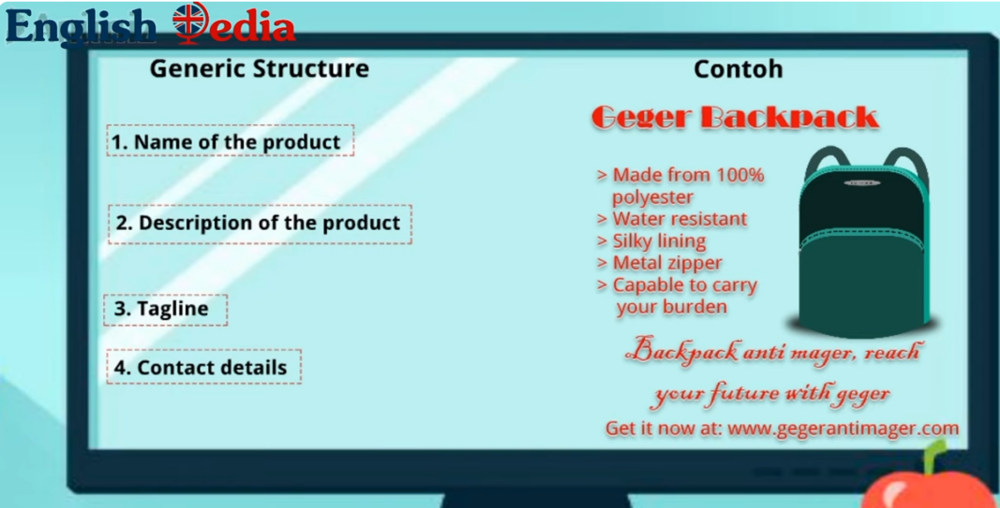 English Pedia
Generic Structure
1. Name of the product
2. Description of the product
3. Tagline
4. Contact details
Contoh
Geger Backpack
> Made from 100%
polyester
> Water resistant
> Silky lining
> Metal zipper
> Capable to carry
your burden
Backpack anti mager, reach
your future with geger
Get it now at: www.gegerantimager.com